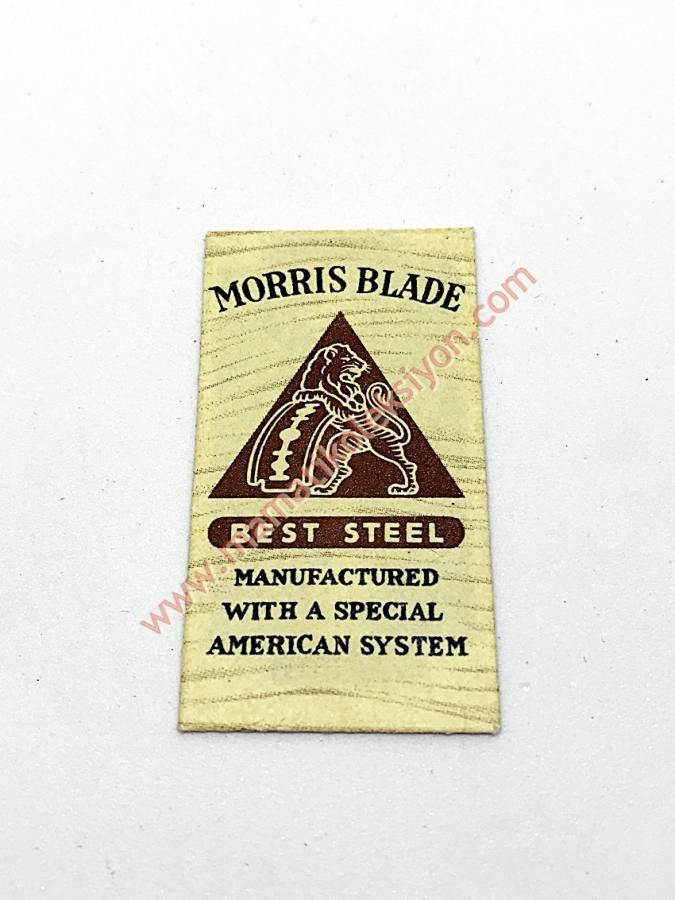 MORRIS BLADE
BEST STEEL
MANUFACTURED
WITH A SPECIAL
AMERICAN SYSTEM